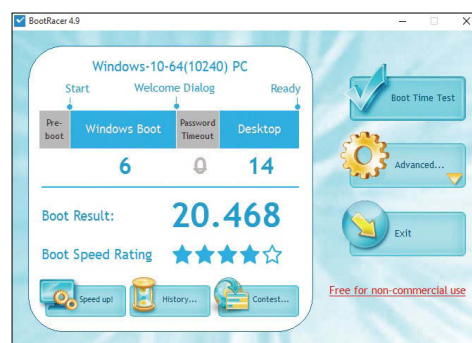 BootRacer 4.9
Windows-10-64(10240) PC
Start Welcome Dialog Ready
Pre-boot Windows Boot Password Timeout Desktop
6 0 14
Boot Result: 20.468
Boot Speed Rating
Speed up! History... Contest...
Boot Time Test
Advanced...
Exit
Free for non-commercial use